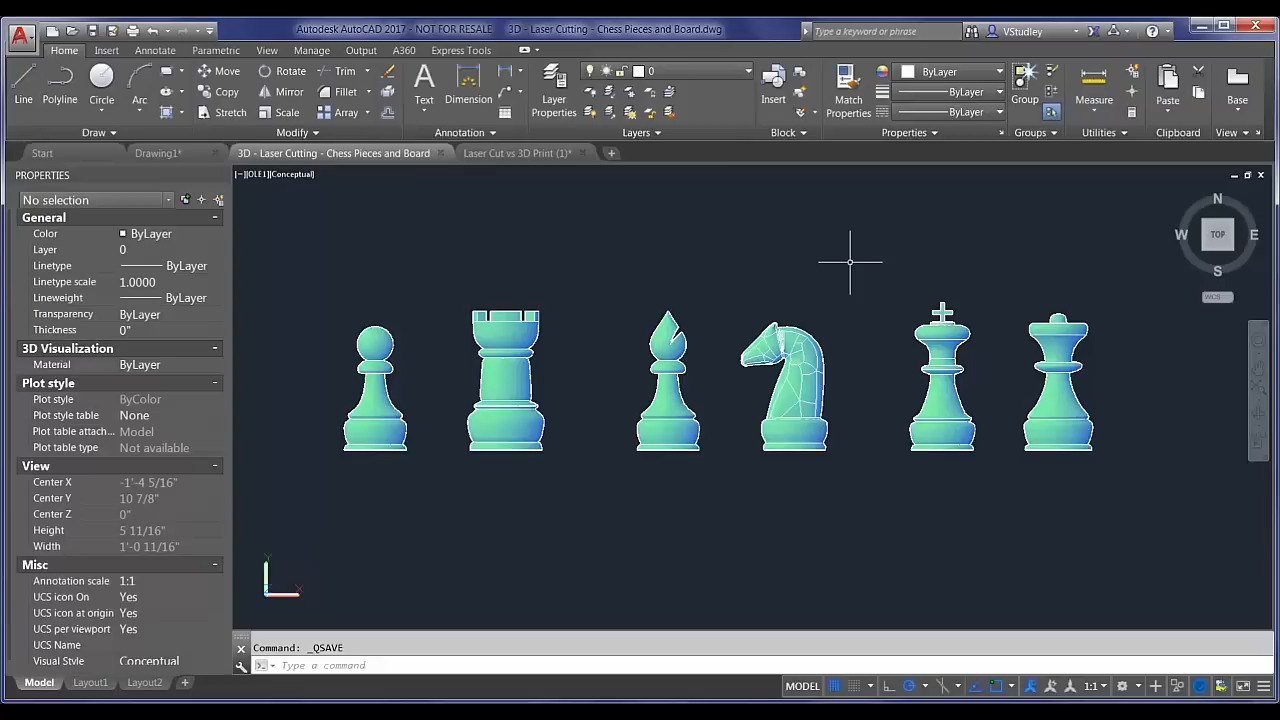 Autodesk AutoCAD 2017 - NOT FOR RESALE 3D - Laser Cutting - Chess Pieces and Board.dwg
Type a keyword or phrase
VStudley
Home Insert Annotate Parametric View Manage Output A360 Express Tools
Line Polyline Circle Arc
Move Rotate Trim
Copy Mirror Fillet
Stretch Scale Array
Text Dimension
Layer Properties
0
Insert
Match Properties
ByLayer
ByLayer
ByLayer
Group Measure Paste Base
Draw Modify Annotation Layers Block Properties Groups Utilities Clipboard View
Start Drawing1* 3D - Laser Cutting - Chess Pieces and Board Laser Cut vs 3D Print (1)*
PROPERTIES
No selection
General
Color ByLayer
Layer 0
Linetype ByLayer
Linetype scale 1.0000
Lineweight ByLayer
Transparency ByLayer
Thickness 0"
3D Visualization
Material ByLayer
Plot style
Plot style ByColor
Plot style table None
Plot table attach... Model
Plot table type Not available
View
Center X -1'-4 5/16"
Center Y 10 7/8"
Center Z 0"
Height 5 11/16"
Width 1'-0 11/16"
Misc
Annotation scale 1:1
UCS icon On Yes
UCS icon at origin Yes
UCS per viewport Yes
UCS Name
Visual Style Conceptual
[−][OLE1][Conceptual]
N
W TOP E
S
WCS
Y
X
Command: _QSAVE
Type a command
Model Layout1 Layout2
MODEL 1:1